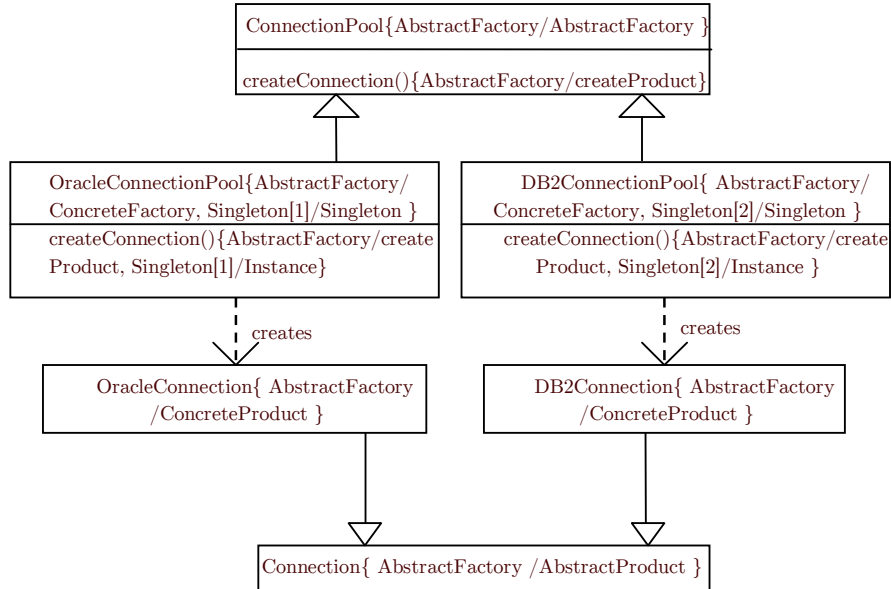 ConnectionPool{AbstractFactory/AbstractFactory }
createConnection(){AbstractFactory/createProduct}
OracleConnectionPool{AbstractFactory/
ConcreteFactory, Singleton[1]/Singleton }
createConnection(){AbstractFactory/create
Product, Singleton[1]/Instance}
DB2ConnectionPool{ AbstractFactory/
ConcreteFactory, Singleton[2]/Singleton }
createConnection(){AbstractFactory/create
Product, Singleton[2]/Instance }
creates
creates
OracleConnection{ AbstractFactory
/ConcreteProduct }
DB2Connection{ AbstractFactory
/ConcreteProduct }
Connection{ AbstractFactory /AbstractProduct }